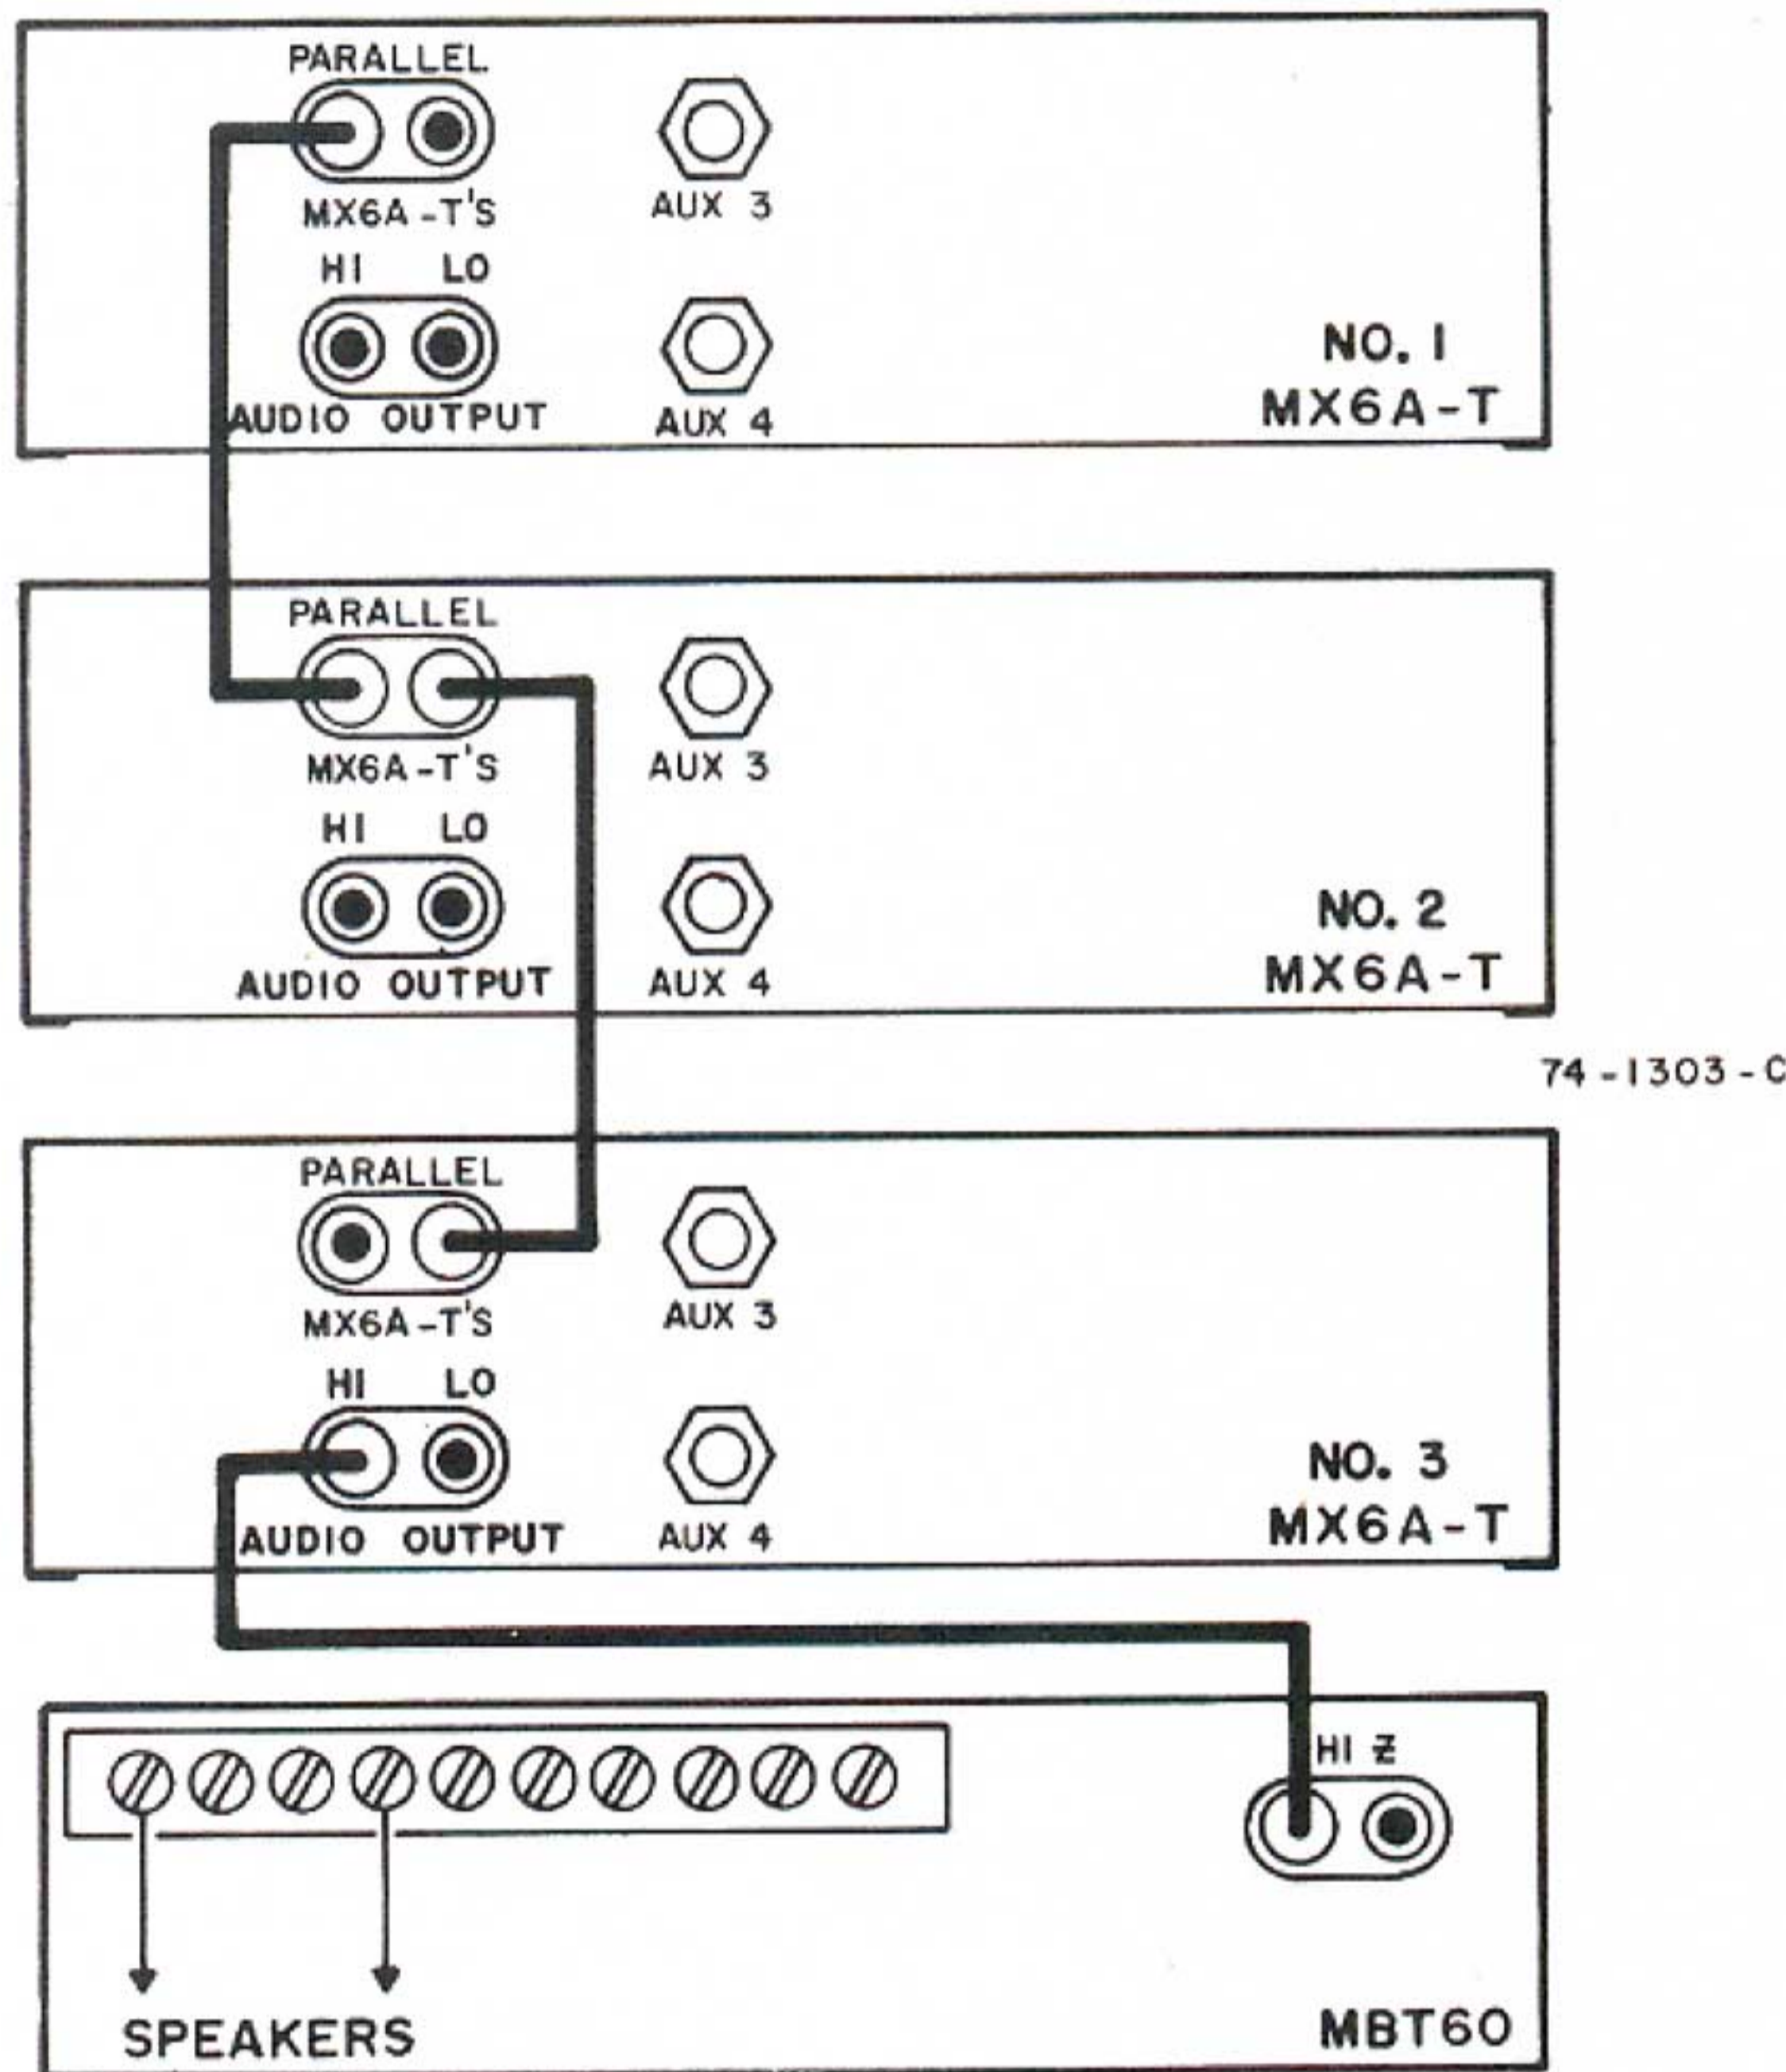 PARALLEL
MX6A-T'S
HI LO
AUDIO OUTPUT
AUX 3
AUX 4
NO. 1
MX6A-T
PARALLEL
MX6A-T'S
HI LO
AUDIO OUTPUT
AUX 3
AUX 4
NO. 2
MX6A-T
74-1303-C
PARALLEL
MX6A-T'S
HI LO
AUDIO OUTPUT
AUX 3
AUX 4
NO. 3
MX6A-T
HI Z
SPEAKERS
MBT60